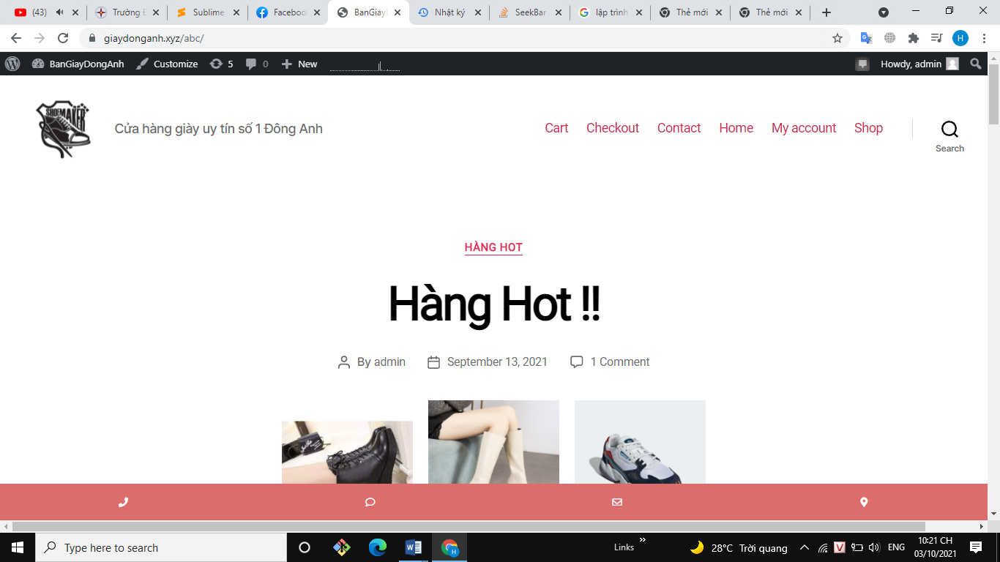 (43)
Trường Đ
Sublime
Facebook
BanGiay
Nhật ký
SeekBar
lập trình
Thẻ mới
Thẻ mới
giaydonganh.xyz/abc/
H
BanGiayDongAnh
Customize
5
0
New
Howdy, admin
SHOEMAKER
Cửa hàng giày uy tín số 1 Đông Anh
Cart
Checkout
Contact
Home
My account
Shop
Search
HÀNG HOT
Hàng Hot !!
By admin
September 13, 2021
1 Comment
Type here to search
H
Links
28°C Trời quang
ENG
10:21 CH
03/10/2021